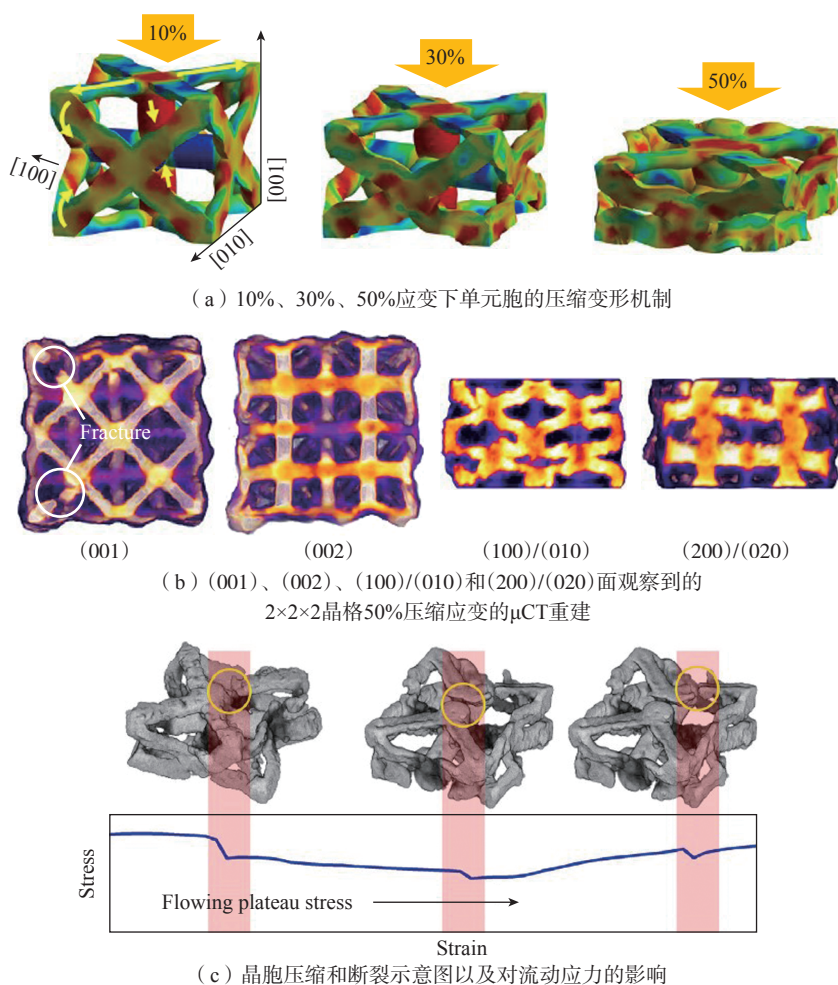 10%
30%
50%
[100]
[010]
[001]
(a)10%、30%、50%应变下单元胞的压缩变形机制
Fracture
(001)
(002)
(100)/(010)
(200)/(020)
(b)(001)、(002)、(100)/(010)和(200)/(020)面观察到的
2×2×2晶格50%压缩应变的μCT重建
Stress
Flowing plateau stress
Strain
(c)晶胞压缩和断裂示意图以及对流动应力的影响